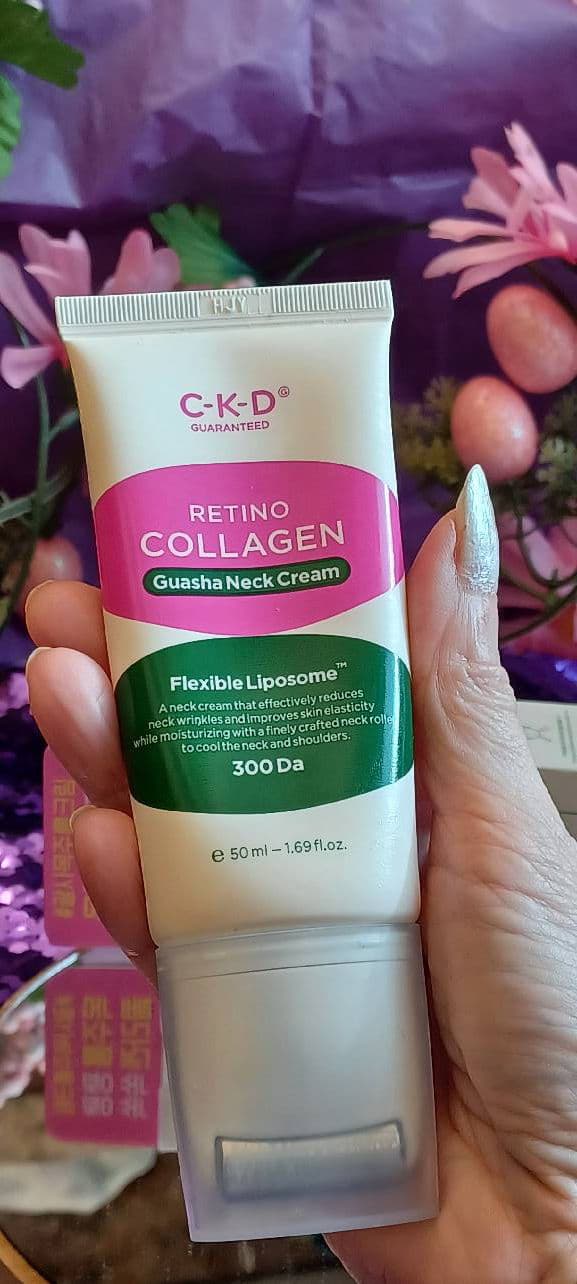 HJY
C-K-D G
GUARANTEED
RETINO
COLLAGEN
Guasha Neck Cream
Flexible Liposome™
A neck cream that effectively reduces
neck wrinkles and improves skin elasticity
while moisturizing with a finely crafted neck
to cool the neck and shoulders.
300 Da
e 50 ml – 1.69 fl.oz.